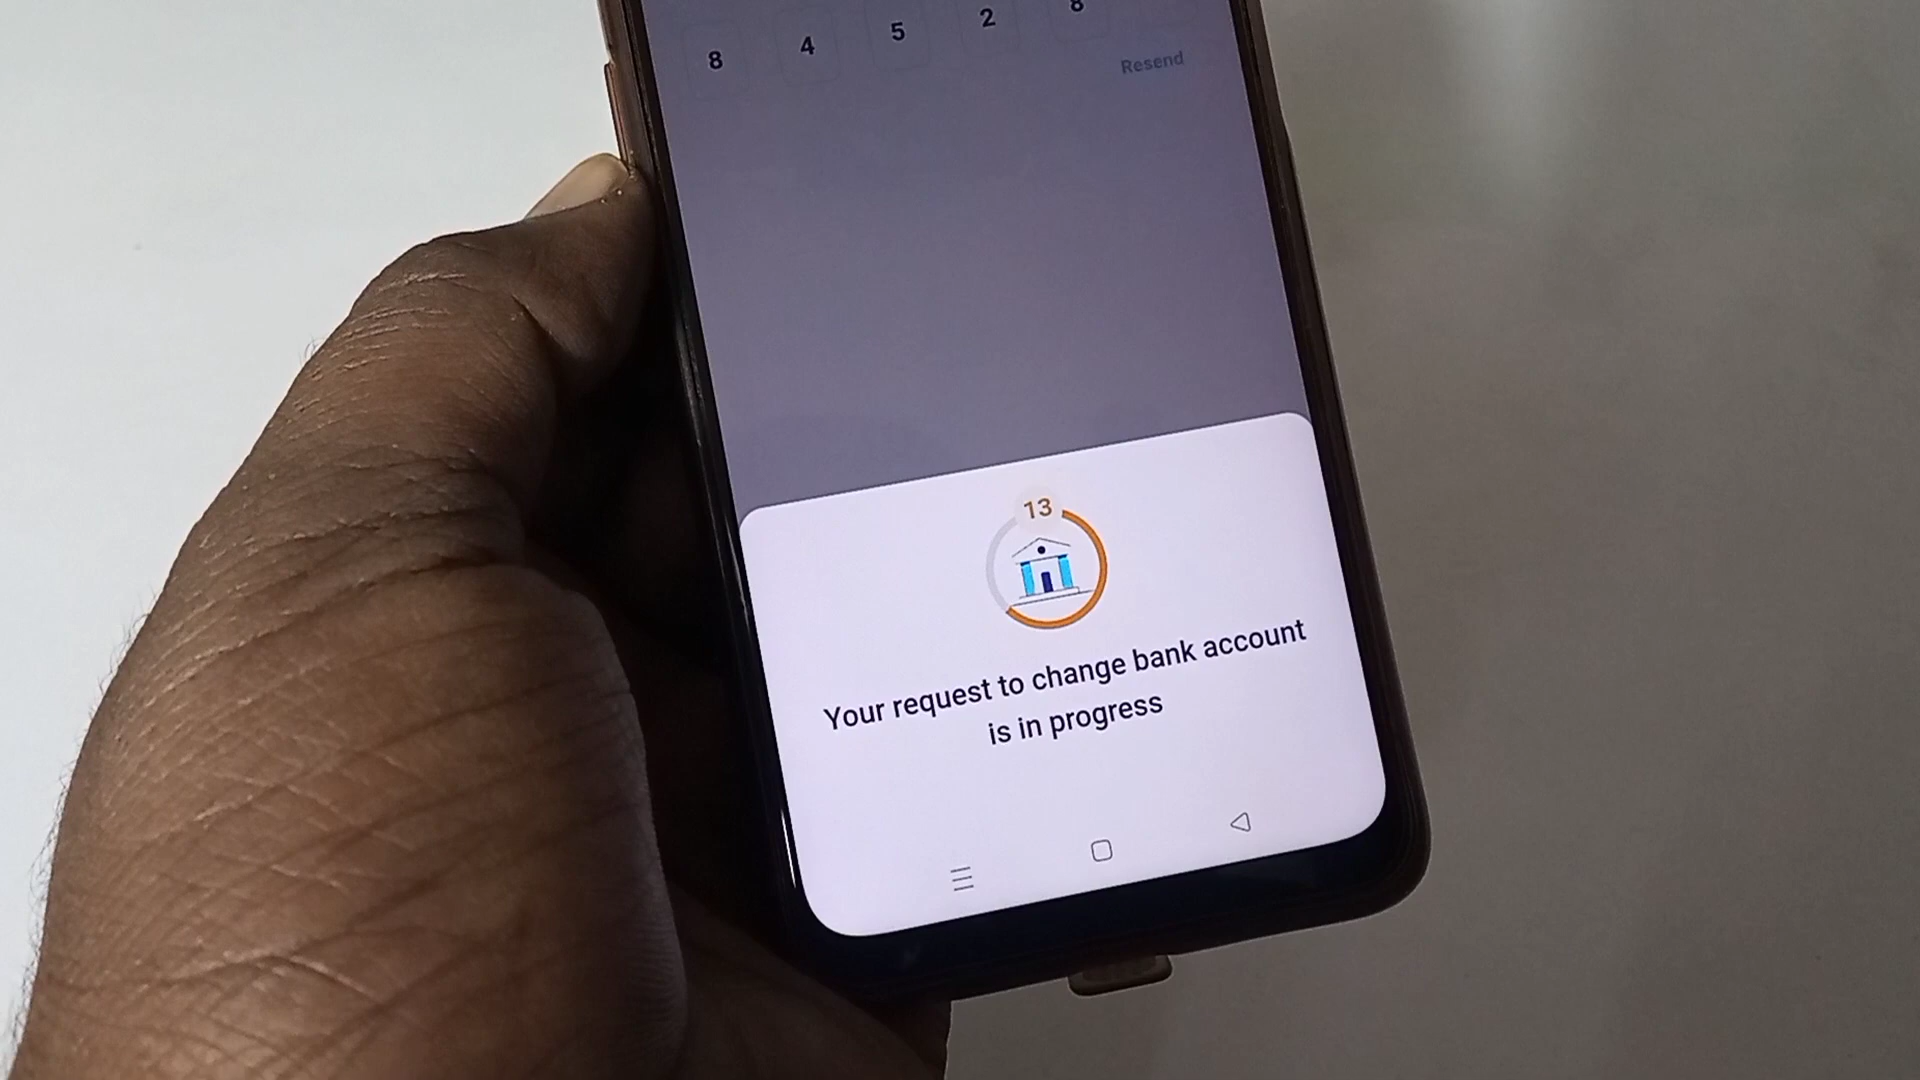 8 4 5 2 8
Resend
13
Your request to change bank account
is in progress